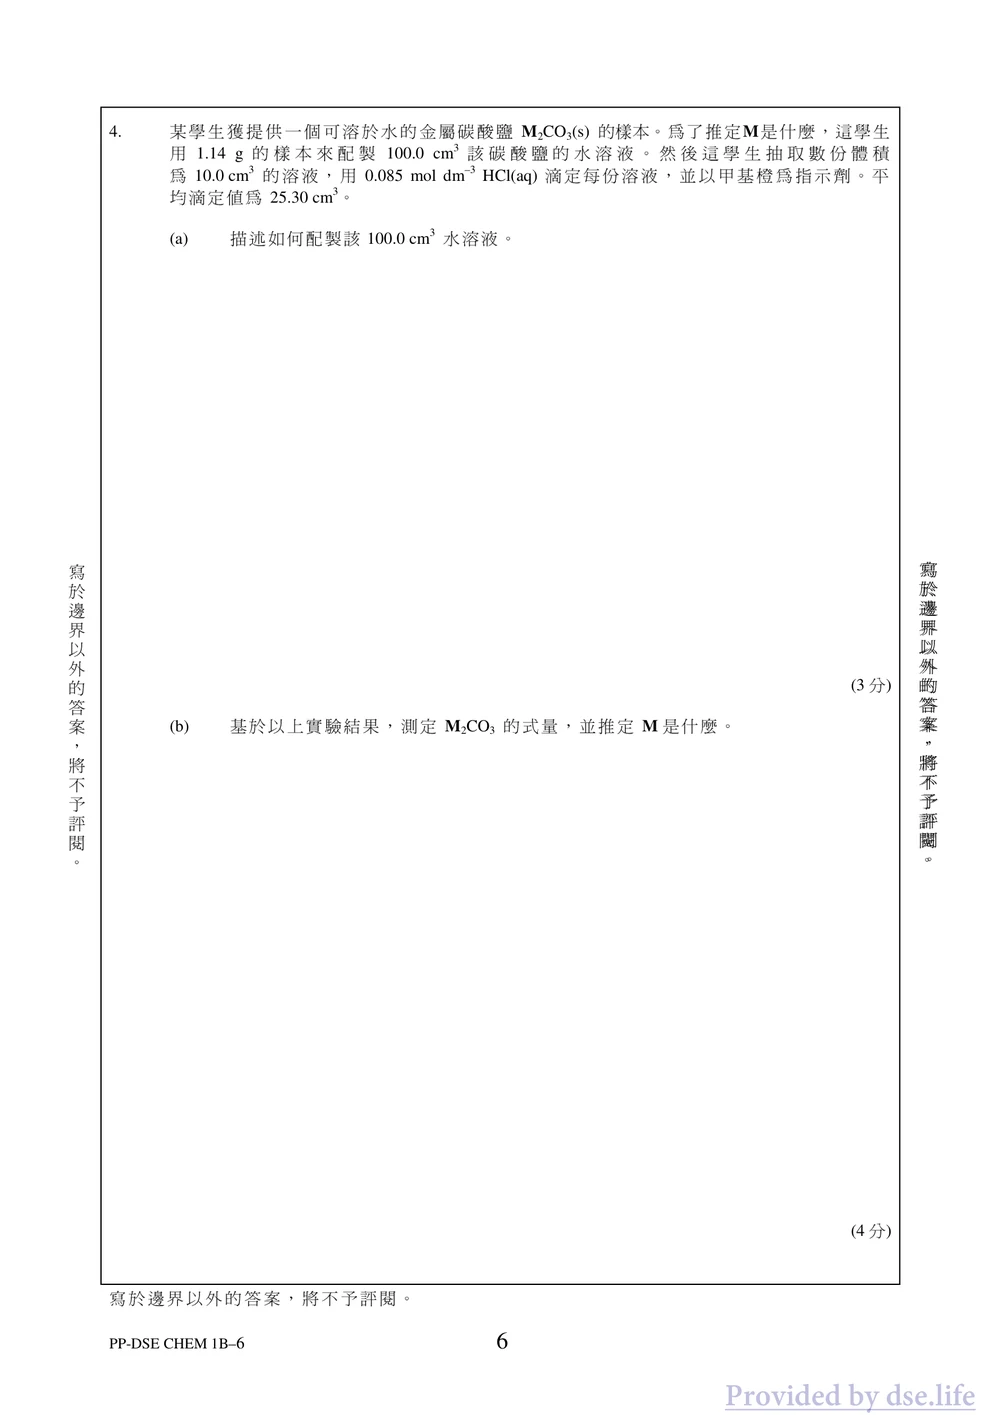 4. 某學生獲提供一個可溶於水的金屬碳酸鹽 M₂CO₃(s) 的樣本。爲了推定M是什麼，這學生
用 1.14 g 的樣本來配製 100.0 cm³ 該碳酸鹽的水溶液。然後這學生抽取數份體積
爲 10.0 cm³ 的溶液，用 0.085 mol dm⁻³ HCl(aq) 滴定每份溶液，並以甲基橙爲指示劑。平
均滴定值爲 25.30 cm³。
(a) 描述如何配製該 100.0 cm³ 水溶液。
(3 分)
(b) 基於以上實驗結果，測定 M₂CO₃ 的式量，並推定 M 是什麼。
(4 分)
寫於邊界以外的答案，將不予評閱。
寫於邊界以外的答案，將不予評閱。
寫於邊界以外的答案，將不予評閱。
PP-DSE CHEM 1B–6
6
Provided by dse.life